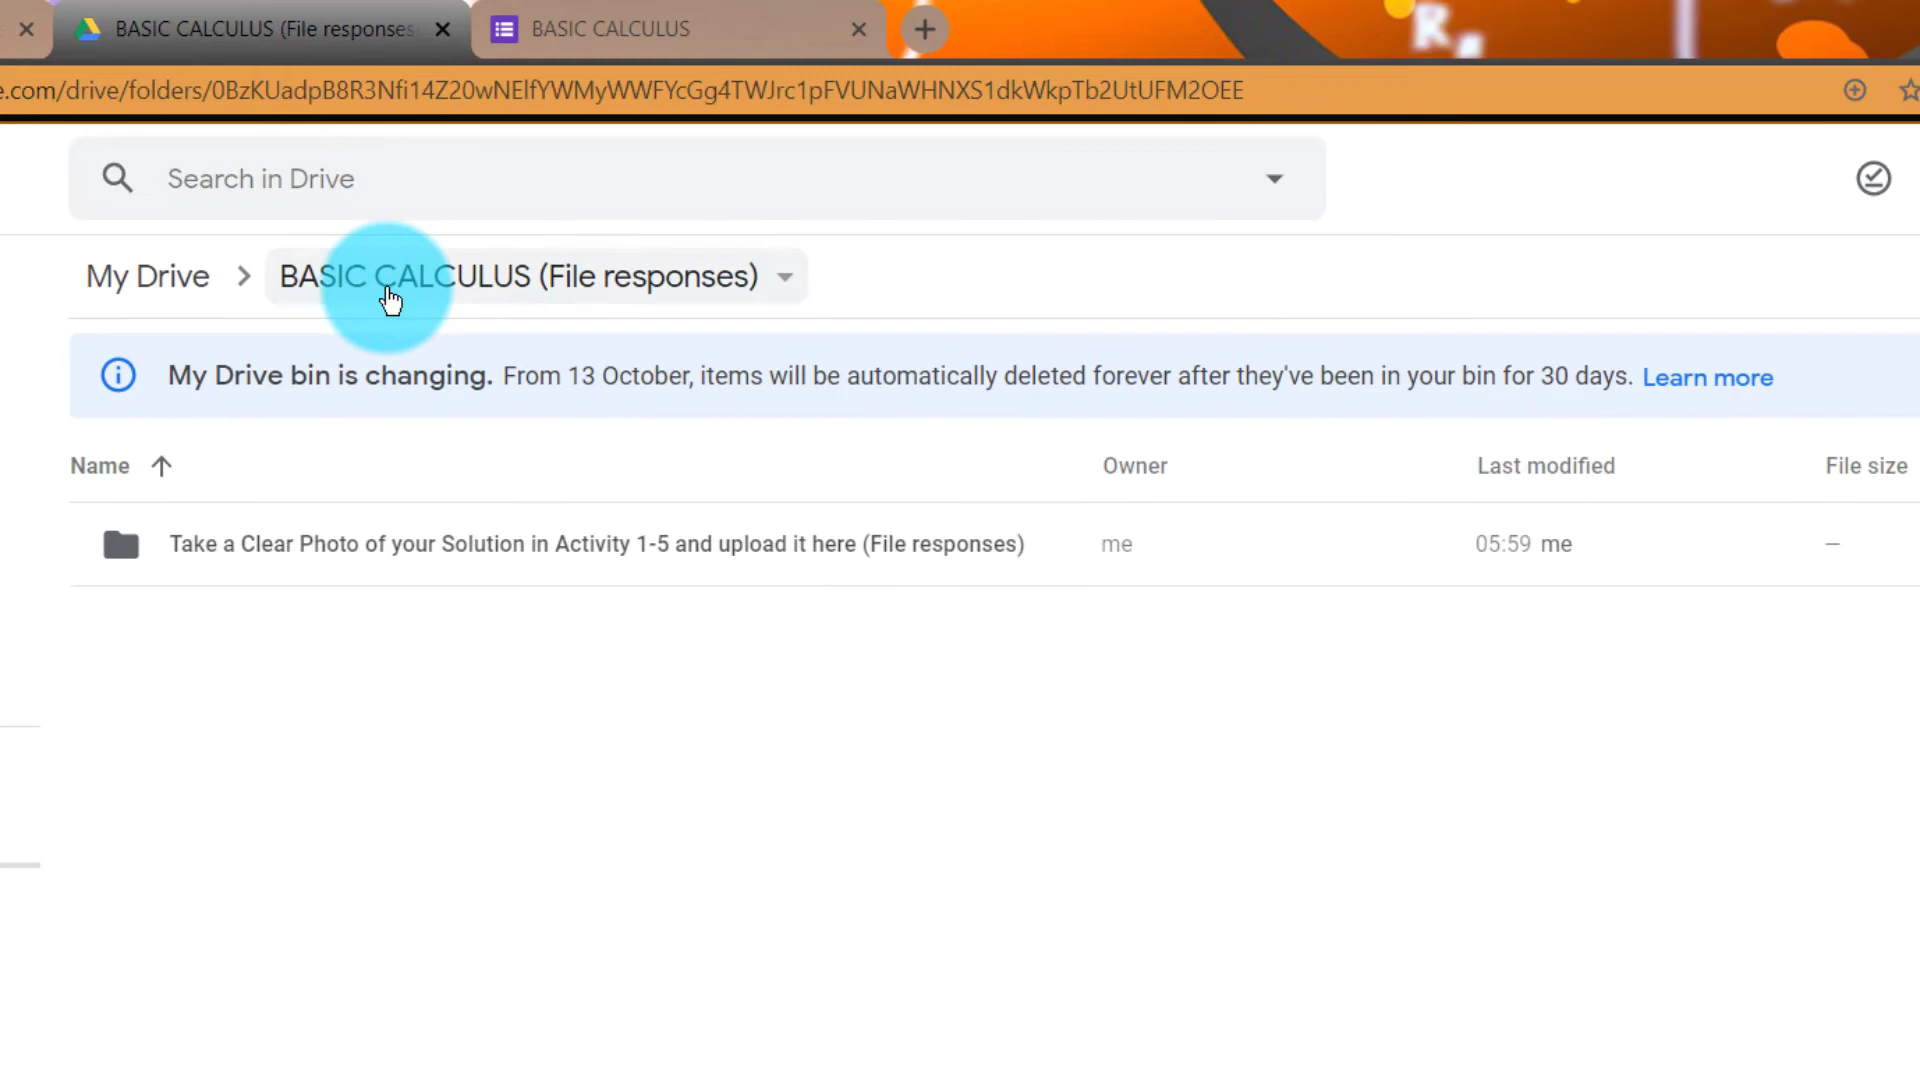 BASIC CALCULUS (File responses
BASIC CALCULUS
e.com/drive/folders/0BzKUadpB8R3Nfi14Z20wNElfYWMyWWFYcGg4TWJrc1pFVUNaWHNXS1dkWkpTb2UtUFM2OEE
Search in Drive
My Drive > BASIC CALCULUS (File responses)
My Drive bin is changing. From 13 October, items will be automatically deleted forever after they've been in your bin for 30 days. Learn more
Name Owner Last modified File size
Take a Clear Photo of your Solution in Activity 1-5 and upload it here (File responses) me 05:59 me –